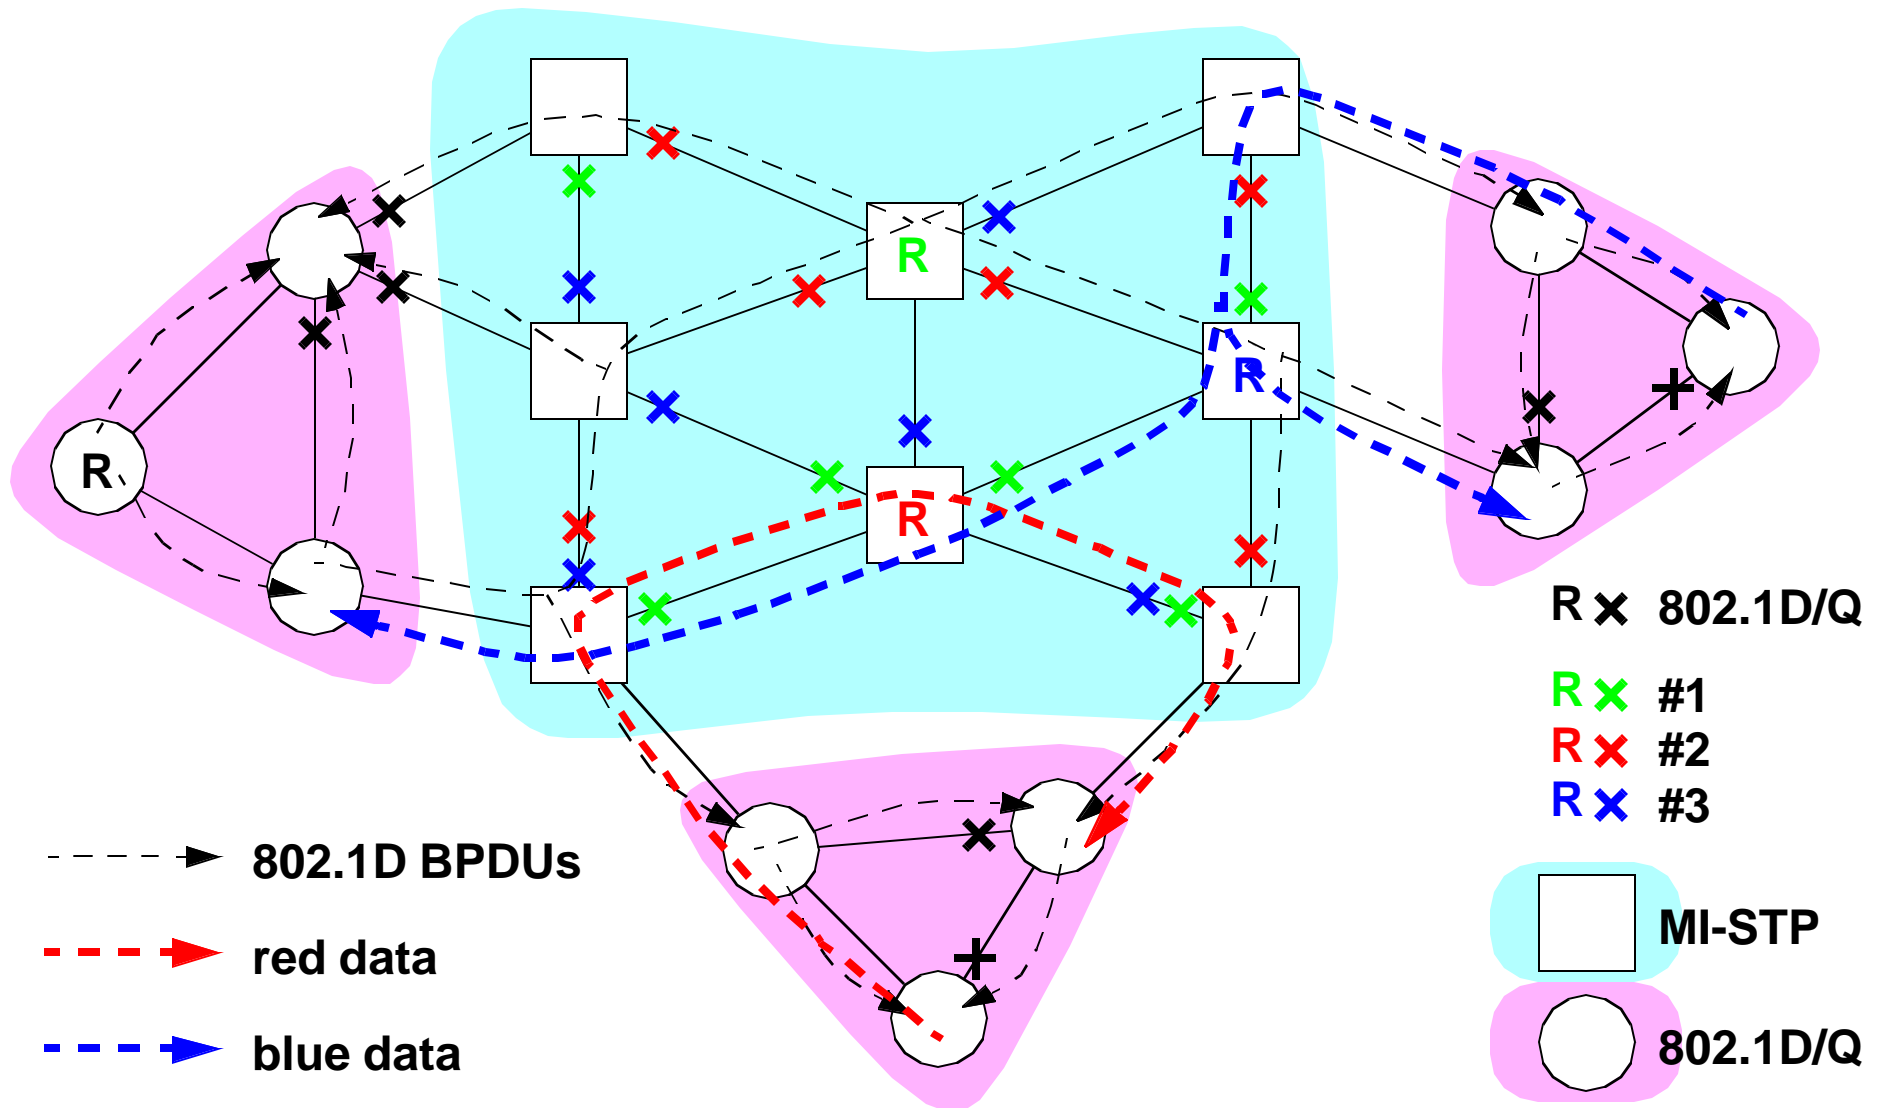 R
R
R
R
R 802.1D/Q
R #1
R #2
R #3
802.1D BPDUs
red data
blue data
MI-STP
802.1D/Q